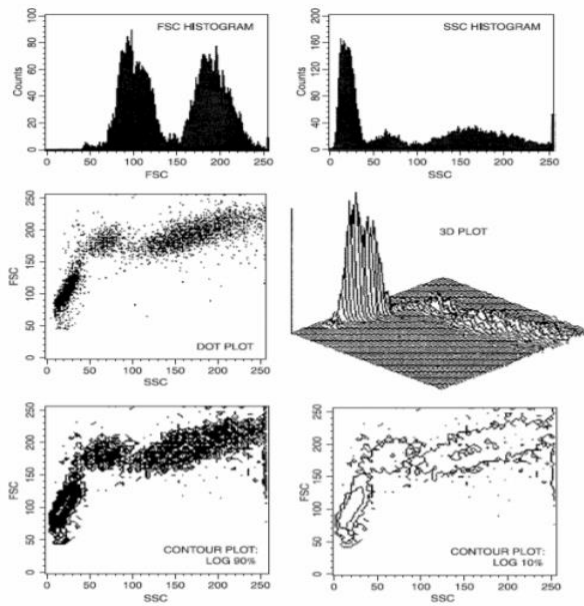 FSC HISTOGRAM
Counts
0 20 40 60 80 100
0 50 100 150 200 250
FSC
SSC HISTOGRAM
Counts
0 40 80 120 160 200
0 50 100 150 200 250
SSC
FSC
0 50 100 150 200 250
DOT PLOT
0 50 100 150 200 250
SSC
3D PLOT
FSC
0 50 100 150 200 250
CONTOUR PLOT:
LOG 90%
0 50 100 150 200 250
SSC
FSC
0 50 100 150 200 250
CONTOUR PLOT:
LOG 10%
0 50 100 150 200 250
SSC